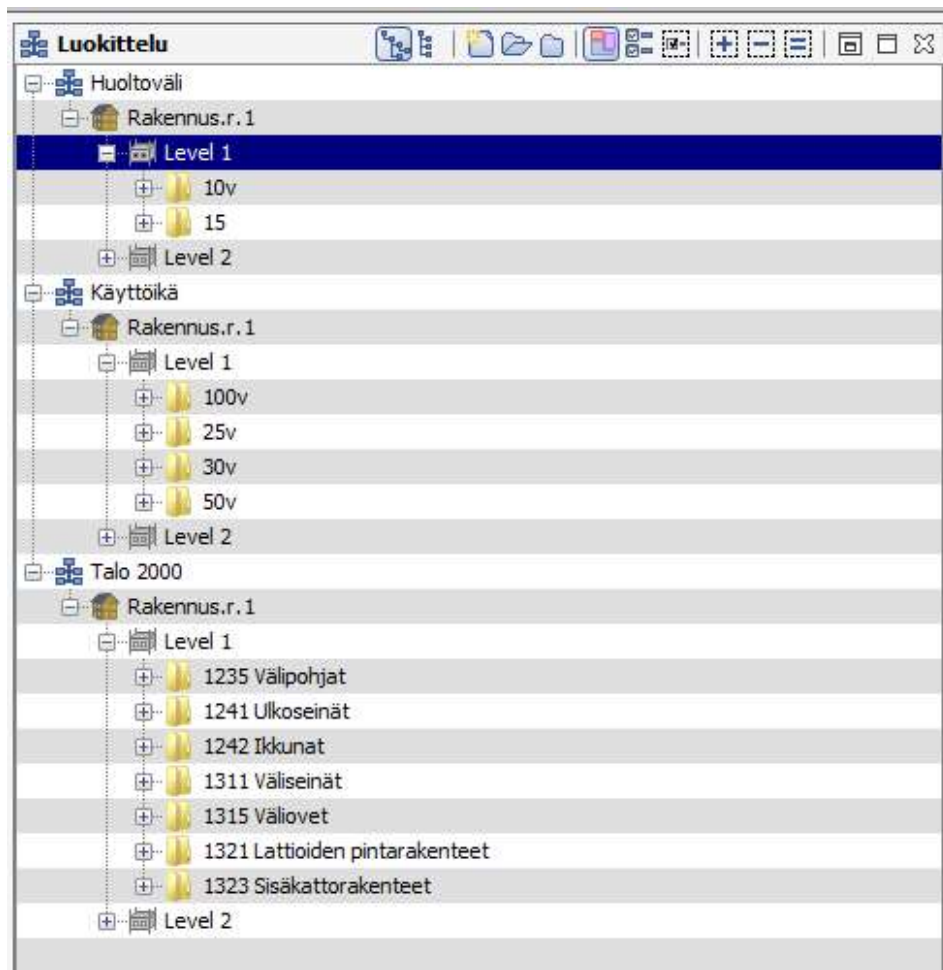 Luokittelu
Huoltoväli
Rakennus.r.1
Level 1
10v
15
Level 2
Käyttöikä
Rakennus.r.1
Level 1
100v
25v
30v
50v
Level 2
Talo 2000
Rakennus.r.1
Level 1
1235 Välipohjat
1241 Ulkoseinät
1242 Ikkunat
1311 Väliseinät
1315 Väliovet
1321 Lattioiden pintarakenteet
1323 Sisäkattorakenteet
Level 2